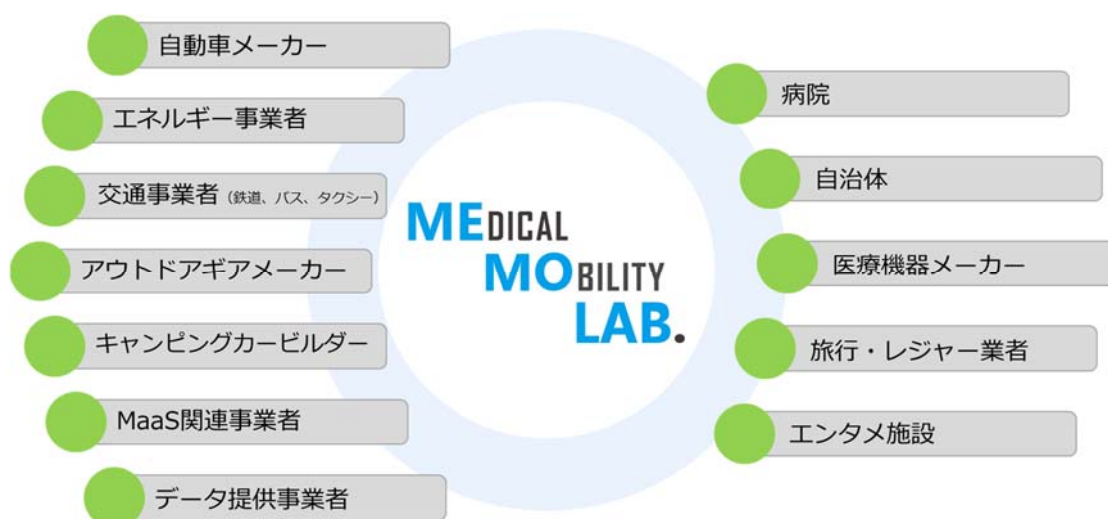 自動車メーカー
エネルギー事業者
交通事業者（鉄道、バス、タクシー）
アウトドアギアメーカー
キャンピングカービルダー
MaaS関連事業者
データ提供事業者
MEDICAL
MOBILITY
LAB.
病院
自治体
医療機器メーカー
旅行・レジャー業者
エンタメ施設